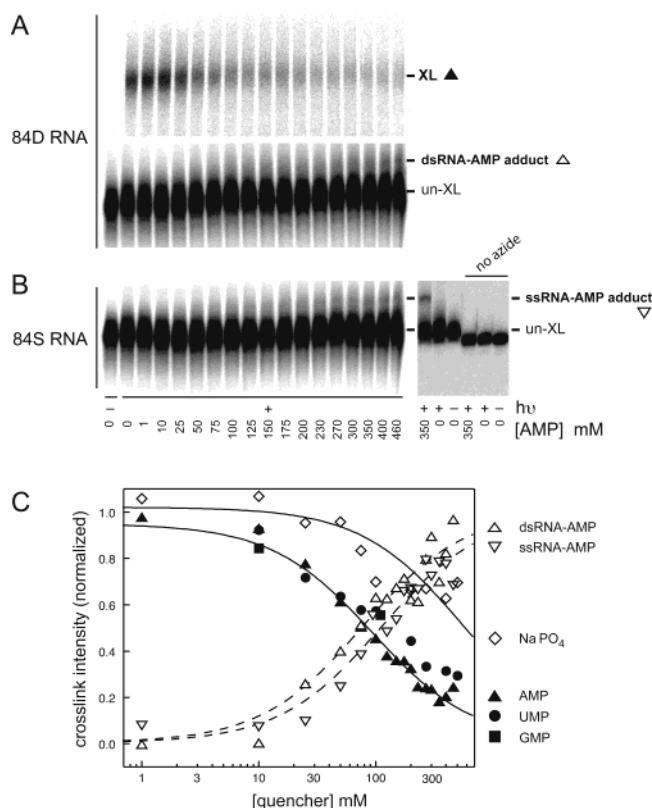 A
84D RNA
XL ▲
dsRNA-AMP adduct △
un-XL
B
84S RNA
no azide
ssRNA-AMP adduct
▽
un-XL
− + + + − + + − hυ
0 0 1 10 25 50 75 100 125 150 175 200 230 270 300 350 400 460 350 0 0 350 0 0 [AMP] mM
C
crosslink intensity (normalized)
1.0
0.8
0.6
0.4
0.2
0.0
1 3 10 30 100 300
[quencher] mM
△ dsRNA-AMP
▽ ssRNA-AMP
◇ Na PO4
▲ AMP
● UMP
■ GMP